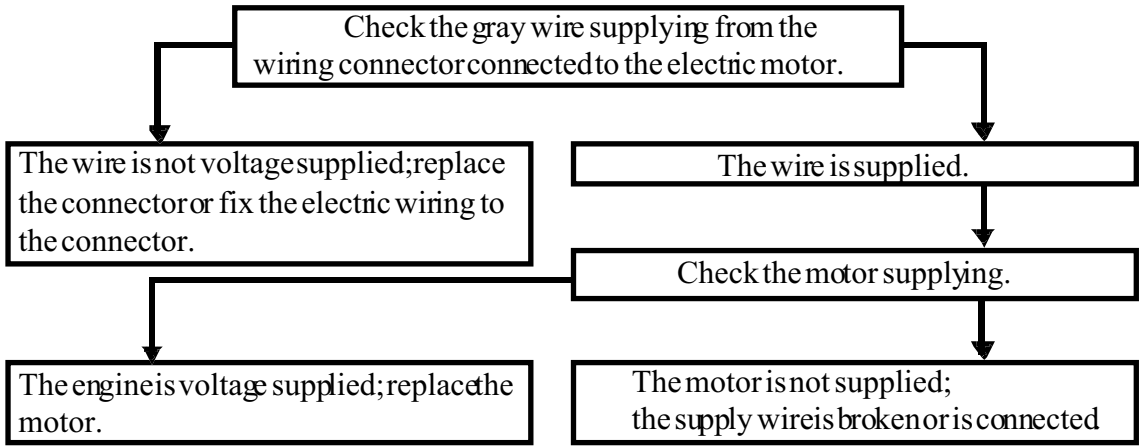 Check the gray wire supplying from the
wiring connector connected to the electric motor.
The wire is not voltage supplied; replace
the connector or fix the electric wiring to
the connector.
The wire is supplied.
Check the motor supplying.
The engine is voltage supplied; replace the
motor.
The motor is not supplied;
the supply wire is broken or is connected.